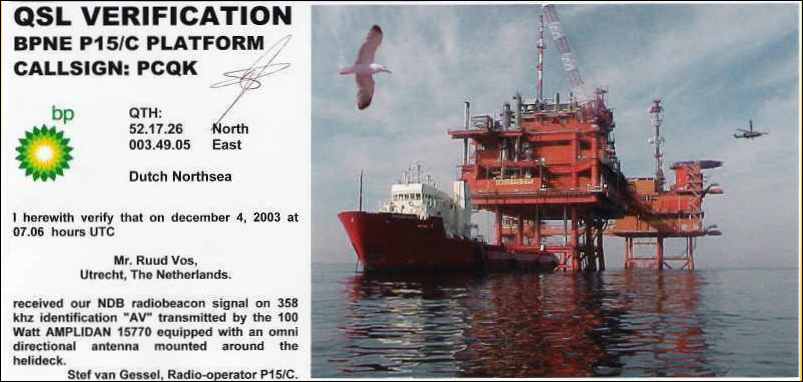 QSL VERIFICATION
BPNE P15/C PLATFORM
CALLSIGN: PCQK
bp
QTH:
52.17.26 North
003.49.05 East
Dutch Northsea
I herewith verify that on december 4, 2003 at
07.06 hours UTC
Mr. Ruud Vos,
Utrecht, The Netherlands.
received our NDB radiobeacon signal on 358
khz identification "AV" transmitted by the 100
Watt AMPLIDAN 15770 equipped with an omni
directional antenna mounted around the
helideck.
Stef van Gessel, Radio-operator P15/C.